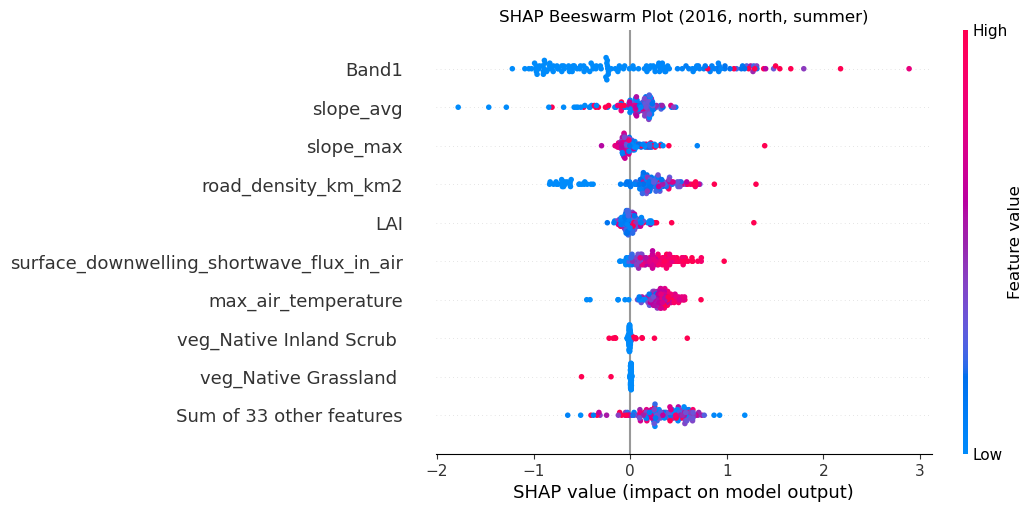 SHAP Beeswarm Plot (2016, north, summer)
Band1
slope_avg
slope_max
road_density_km_km2
LAI
surface_downwelling_shortwave_flux_in_air
max_air_temperature
veg_Native Inland Scrub
veg_Native Grassland
Sum of 33 other features
−2 −1 0 1 2 3
SHAP value (impact on model output)
High
Feature value
Low